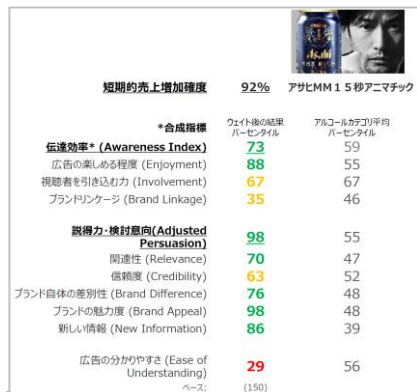 Asahi
THE RICH
短期的売上増加確度 92% アサヒMM15秒アニマチック
*合成指標 ウェイト後の結果 パーセンタイル アルコールカテゴリ平均 パーセンタイル
伝達効率* (Awareness Index) 73 59
広告の楽しめる程度 (Enjoyment) 88 55
視聴者を引き込む力 (Involvement) 67 67
ブランドリンケージ (Brand Linkage) 35 46
説得力・検討意向(Adjusted
Persuasion) 98 55
関連性 (Relevance) 70 47
信頼度 (Credibility) 63 52
ブランド自体の差別性 (Brand Difference) 76 48
ブランドの魅力度 (Brand Appeal) 98 48
新しい情報 (New Information) 86 39
広告の分かりやすさ (Ease of
Understanding) 29 56
ベース: (150)